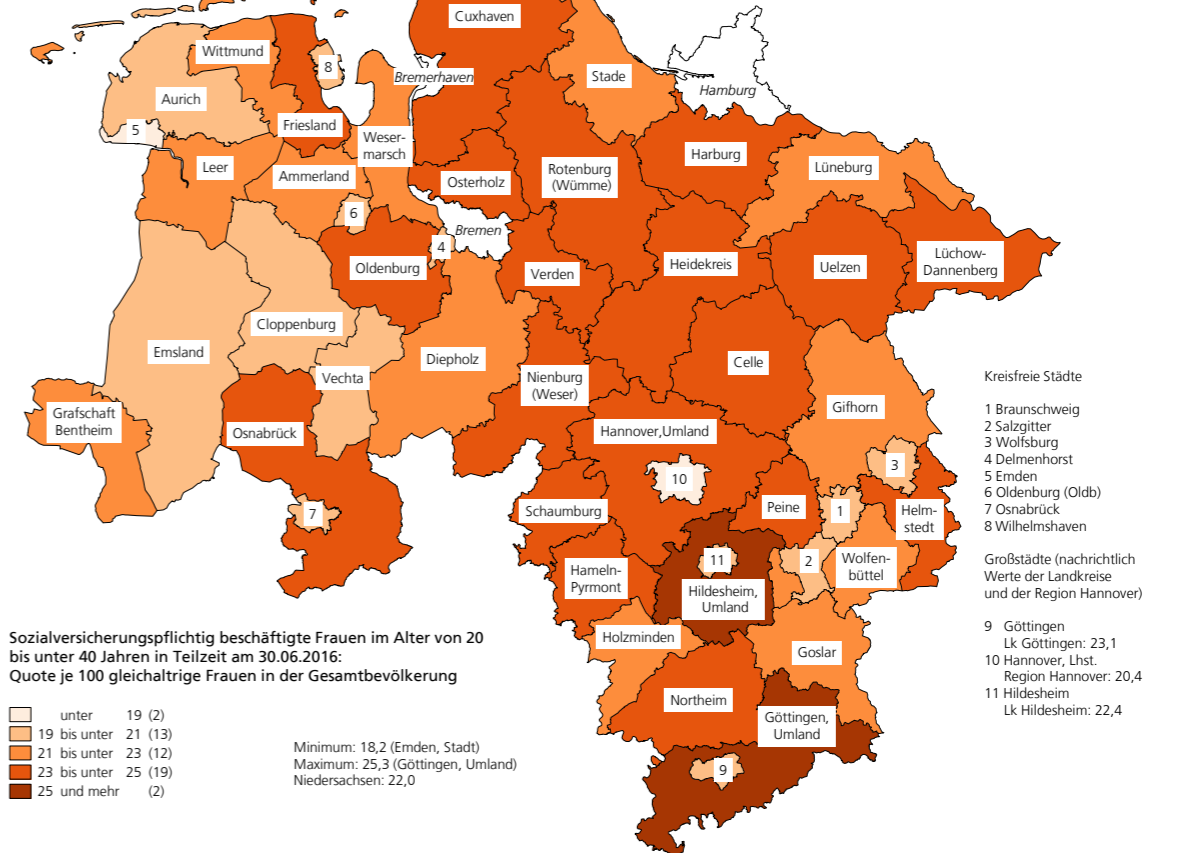 Cuxhaven
Wittmund
8
Bremerhaven
Stade
Hamburg
Aurich
5
Friesland
Weser-
marsch
Leer
Ammerland
Osterholz
Rotenburg
(Wümme)
Harburg
Lüneburg
6
4
Bremen
Oldenburg
Verden
Heidekreis
Uelzen
Lüchow-
Dannenberg
Cloppenburg
Emsland
Vechta
Diepholz
Nienburg
(Weser)
Celle
Gifhorn
Grafschaft
Bentheim
Osnabrück
Hannover,Umland
3
10
7
Schaumburg
Peine
1
Helm-
stedt
Hameln-
Pyrmont
11
Hildesheim,
Umland
2
Wolfen-
büttel
Holzminden
Goslar
Northeim
Göttingen,
Umland
9
Kreisfreie Städte
1 Braunschweig
2 Salzgitter
3 Wolfsburg
4 Delmenhorst
5 Emden
6 Oldenburg (Oldb)
7 Osnabrück
8 Wilhelmshaven
Großstädte (nachrichtlich
Werte der Landkreise
und der Region Hannover)
9 Göttingen
Lk Göttingen: 23,1
10 Hannover, Lhst.
Region Hannover: 20,4
11 Hildesheim
Lk Hildesheim: 22,4
Sozialversicherungspflichtig beschäftigte Frauen im Alter von 20
bis unter 40 Jahren in Teilzeit am 30.06.2016:
Quote je 100 gleichaltrige Frauen in der Gesamtbevölkerung
unter 19 (2)
19 bis unter 21 (13)
21 bis unter 23 (12)
23 bis unter 25 (19)
25 und mehr (2)
Minimum: 18,2 (Emden, Stadt)
Maximum: 25,3 (Göttingen, Umland)
Niedersachsen: 22,0